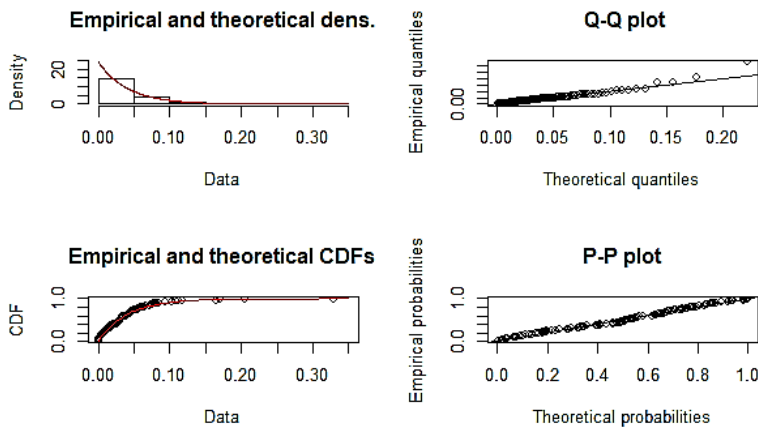 Empirical and theoretical dens.
Density
0 20
0.00 0.10 0.20 0.30
Data
Q-Q plot
Empirical quantiles
0.00
0.00 0.05 0.10 0.15 0.20
Theoretical quantiles
Empirical and theoretical CDFs
CDF
0.0 1.0
0.00 0.10 0.20 0.30
Data
P-P plot
Empirical probabilities
0.0 1.0
0.0 0.2 0.4 0.6 0.8 1.0
Theoretical probabilities